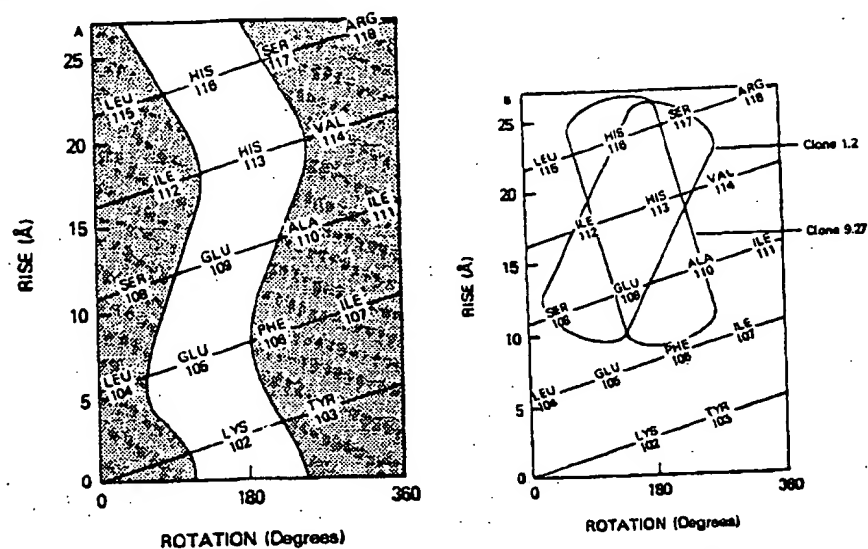 A
25
20
15
10
5
0
RISE (Å)
LEU
115
HIS
116
SER
117
ARG
118
ILE
112
HIS
113
VAL
114
SER
108
GLU
109
ALA
110
ILE
111
LEU
104
GLU
105
PHE
106
ILE
107
LYS
102
TYR
103
0
180
360
ROTATION (Degrees)
B
25
20
15
10
5
0
RISE (Å)
LEU
115
HIS
116
SER
117
ARG
118
Clone 1.2
ILE
112
HIS
113
VAL
114
Clone 9.27
SER
108
GLU
109
ALA
110
ILE
111
LEU
104
GLU
105
PHE
106
ILE
107
LYS
102
TYR
103
0
180
360
ROTATION (Degrees)